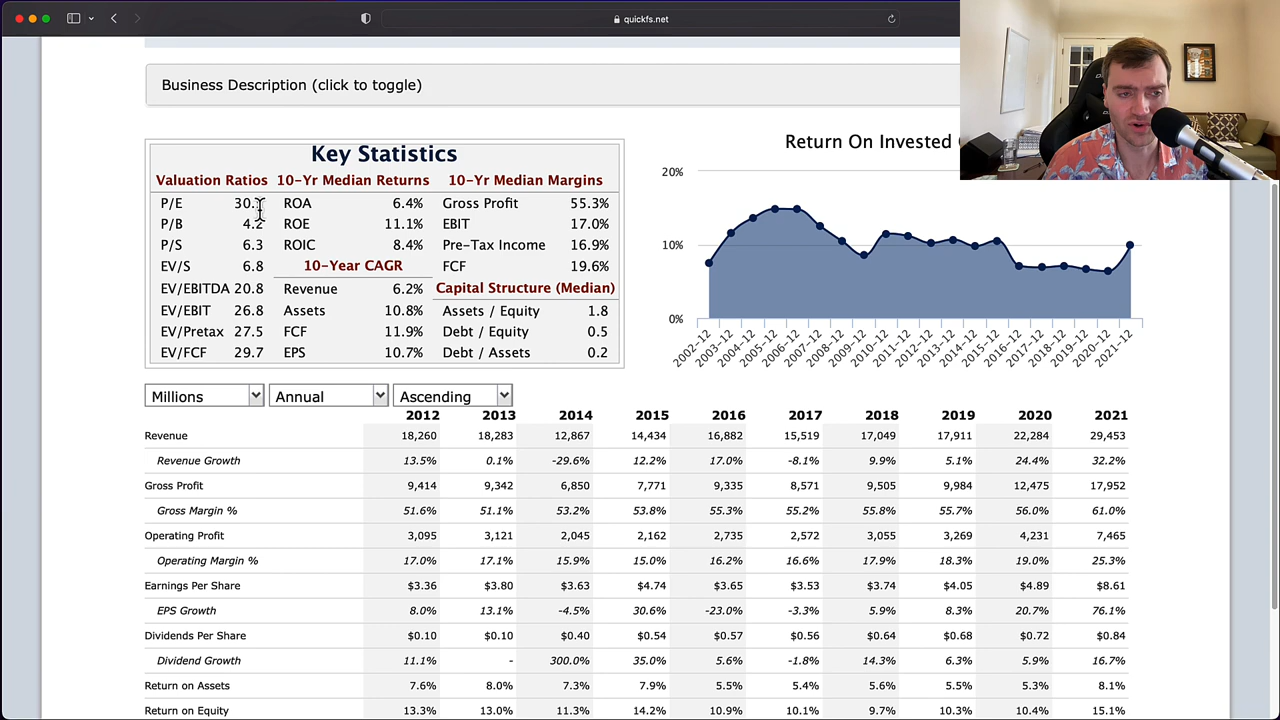 quickfs.net
Business Description (click to toggle)
Key Statistics
Valuation Ratios 10-Yr Median Returns 10-Yr Median Margins
P/E ROA 6.4% Gross Profit 55.3%
P/B 4.2 ROE 11.1% EBIT 17.0%
P/S 6.3 ROIC 8.4% Pre-Tax Income 16.9%
EV/S 6.8 10-Year CAGR FCF 19.6%
EV/EBITDA 20.8 Revenue 6.2% Capital Structure (Median)
EV/EBIT 26.8 Assets 10.8% Assets / Equity 1.8
EV/Pretax 27.5 FCF 11.9% Debt / Equity 0.5
EV/FCF 29.7 EPS 10.7% Debt / Assets 0.2
Return On Invested
20%
10%
0%
2002-12 2003-12 2004-12 2005-12 2006-12 2007-12 2008-12 2009-12 2010-12 2011-12 2012-12 2013-12 2014-12 2015-12 2016-12 2017-12 2018-12 2019-12 2020-12 2021-12
Millions Annual Ascending
2012 2013 2014 2015 2016 2017 2018 2019 2020 2021
Revenue 18,260 18,283 12,867 14,434 16,882 15,519 17,049 17,911 22,284 29,453
Revenue Growth 13.5% 0.1% -29.6% 12.2% 17.0% -8.1% 9.9% 5.1% 24.4% 32.2%
Gross Profit 9,414 9,342 6,850 7,771 9,335 8,571 9,505 9,984 12,475 17,952
Gross Margin % 51.6% 51.1% 53.2% 53.8% 55.3% 55.2% 55.8% 55.7% 56.0% 61.0%
Operating Profit 3,095 3,121 2,045 2,162 2,735 2,572 3,055 3,269 4,231 7,465
Operating Margin % 17.0% 17.1% 15.9% 15.0% 16.2% 16.6% 17.9% 18.3% 19.0% 25.3%
Earnings Per Share $3.36 $3.80 $3.63 $4.74 $3.65 $3.53 $3.74 $4.05 $4.89 $8.61
EPS Growth 8.0% 13.1% -4.5% 30.6% -23.0% -3.3% 5.9% 8.3% 20.7% 76.1%
Dividends Per Share $0.10 $0.10 $0.40 $0.54 $0.57 $0.56 $0.64 $0.68 $0.72 $0.84
Dividend Growth 11.1% - 300.0% 35.0% 5.6% -1.8% 14.3% 6.3% 5.9% 16.7%
Return on Assets 7.6% 8.0% 7.3% 7.9% 5.5% 5.4% 5.6% 5.5% 5.3% 8.1%
Return on Equity 13.3% 13.0% 11.3% 14.2% 10.9% 10.1% 9.7% 10.3% 10.4% 15.1%